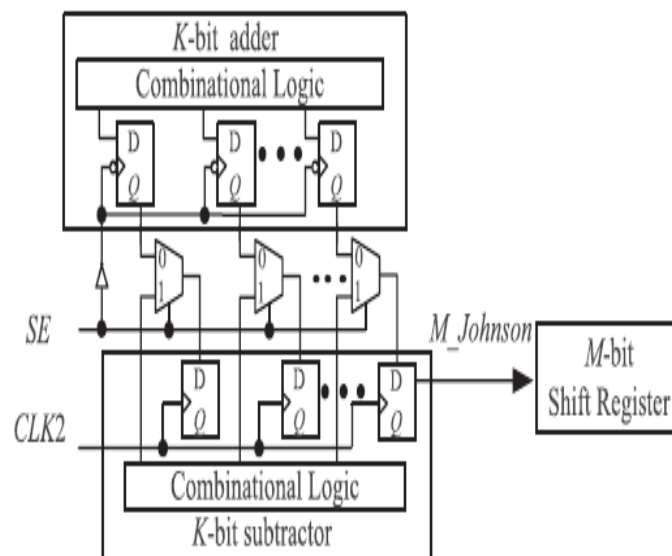 K-bit adder
Combinational Logic
D D D
Q Q Q
0 0 0
1 1 1
SE
M_Johnson
M-bit
Shift Register
D D D
Q Q Q
CLK2
Combinational Logic
K-bit subtractor